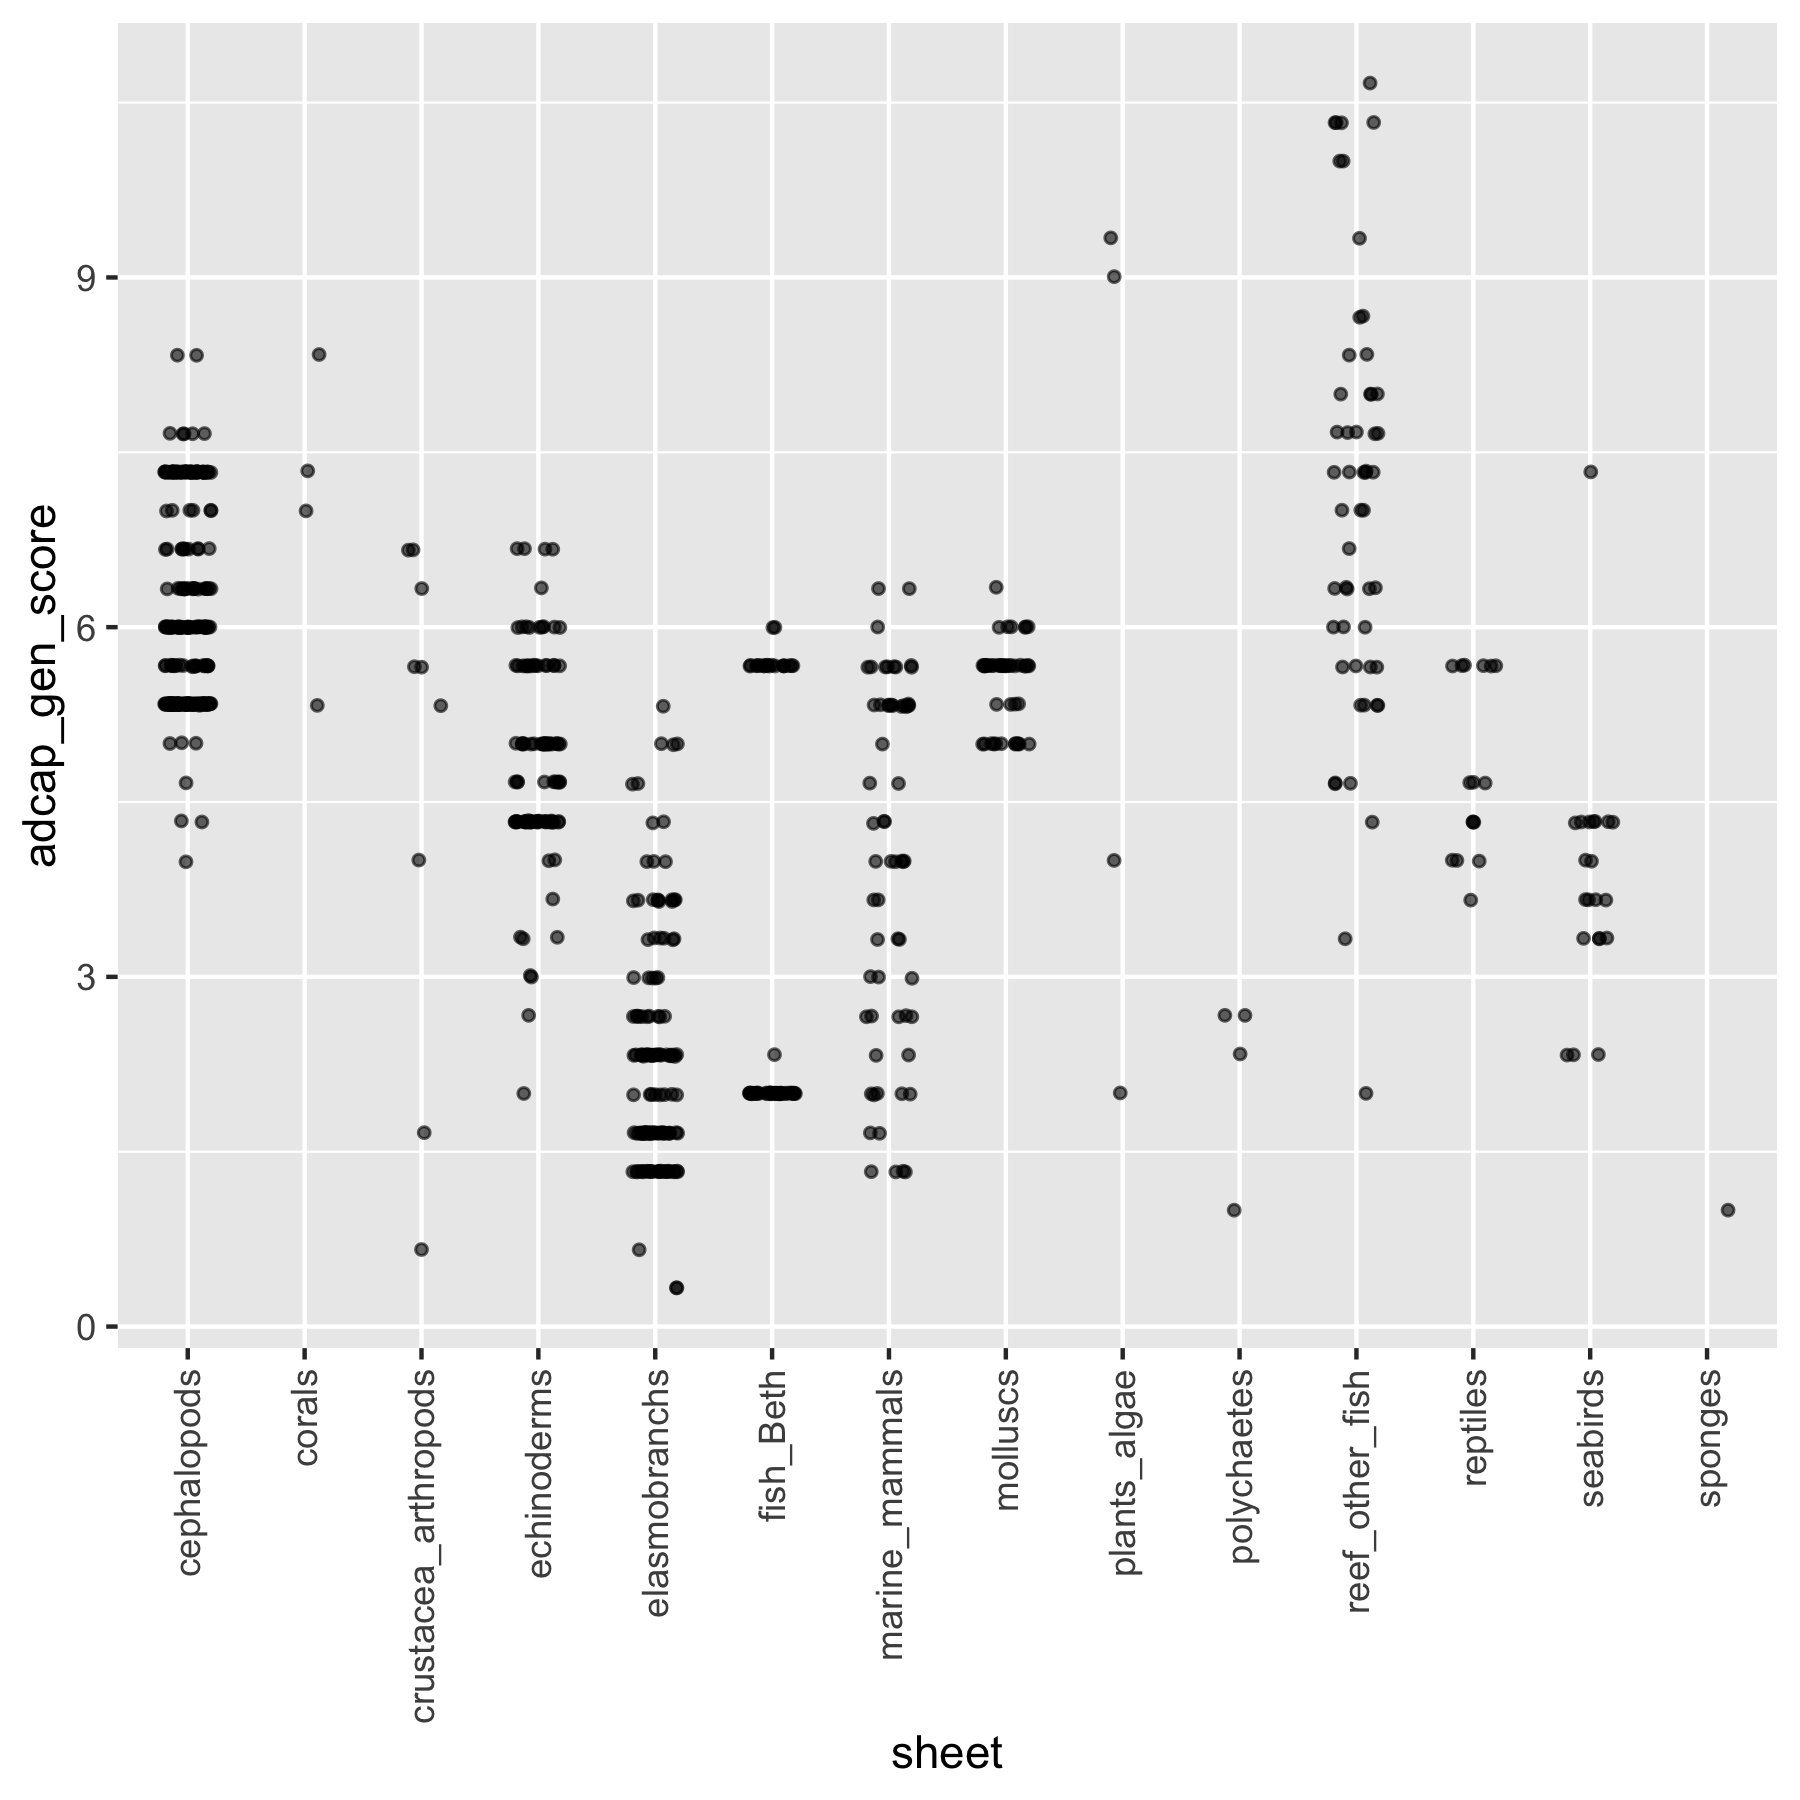 adcap_gen_score
9
6
3
0
cephalopods
corals
crustacea_arthropods
echinoderms
elasmobranchs
fish_Beth
marine_mammals
molluscs
plants_algae
polychaetes
reef_other_fish
reptiles
seabirds
sponges
sheet